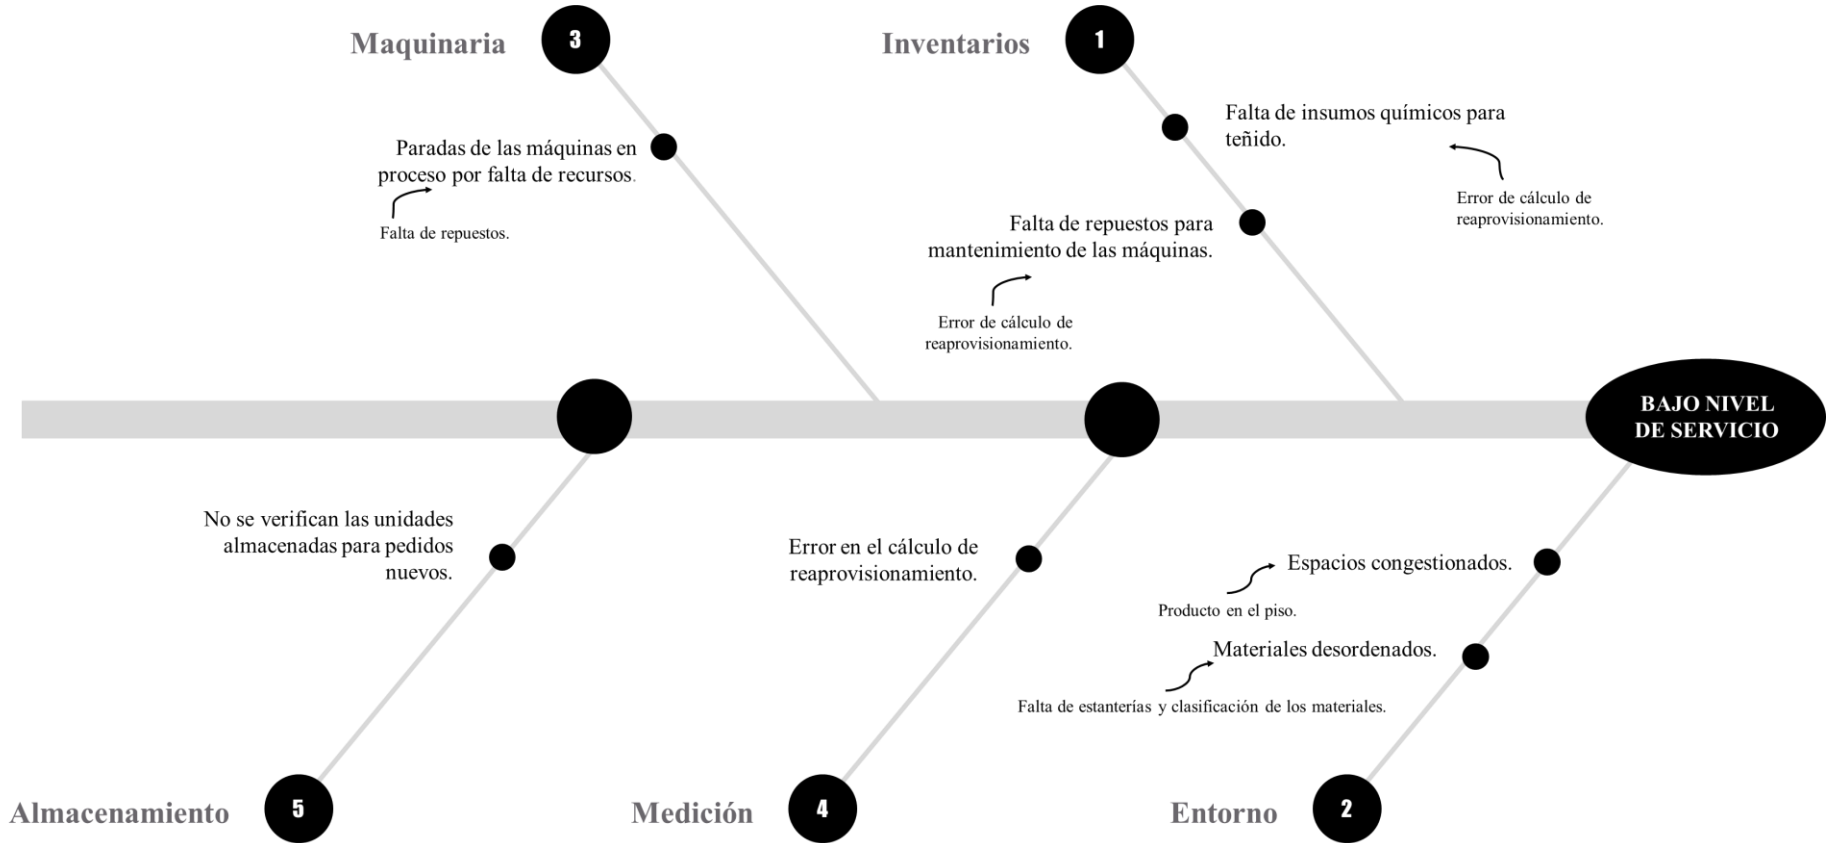 Maquinaria
3
Paradas de las máquinas en
proceso por falta de recursos.
Falta de repuestos.
Inventarios
1
Falta de insumos químicos para
teñido.
Error de cálculo de
reaprovisionamiento.
Falta de repuestos para
mantenimiento de las máquinas.
Error de cálculo de
reaprovisionamiento.
BAJO NIVEL
DE SERVICIO
No se verifican las unidades
almacenadas para pedidos
nuevos.
Almacenamiento
5
Error en el cálculo de
reaprovisionamiento.
Medición
4
Espacios congestionados.
Producto en el piso.
Materiales desordenados.
Falta de estanterías y clasificación de los materiales.
Entorno
2